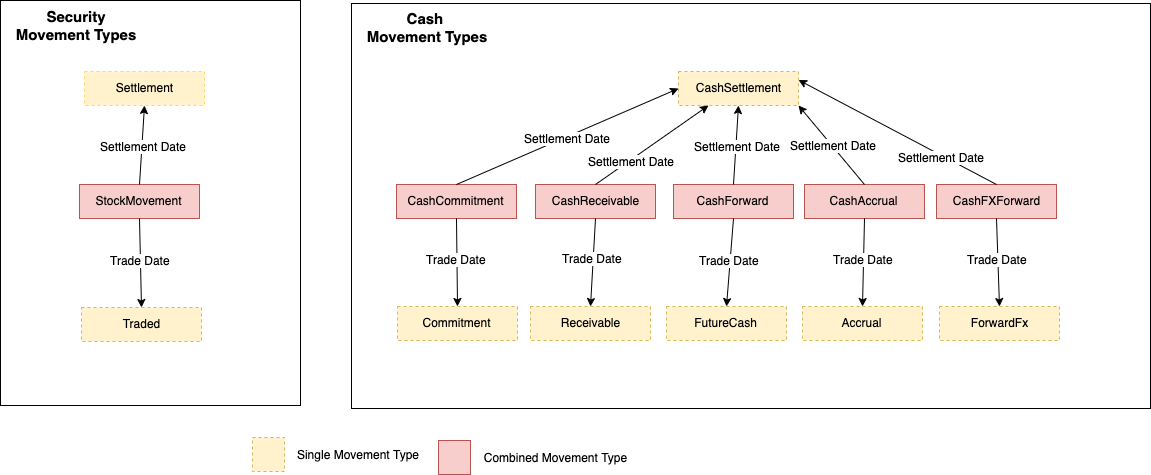 Security
Movement Types
Settlement
Settlement Date
StockMovement
Trade Date
Traded
Cash
Movement Types
CashSettlement
Settlement Date
Settlement Date
Settlement Date
Settlement Date
Settlement Date
CashCommitment
CashReceivable
CashForward
CashAccrual
CashFXForward
Trade Date
Trade Date
Trade Date
Trade Date
Trade Date
Commitment
Receivable
FutureCash
Accrual
ForwardFx
Single Movement Type
Combined Movement Type